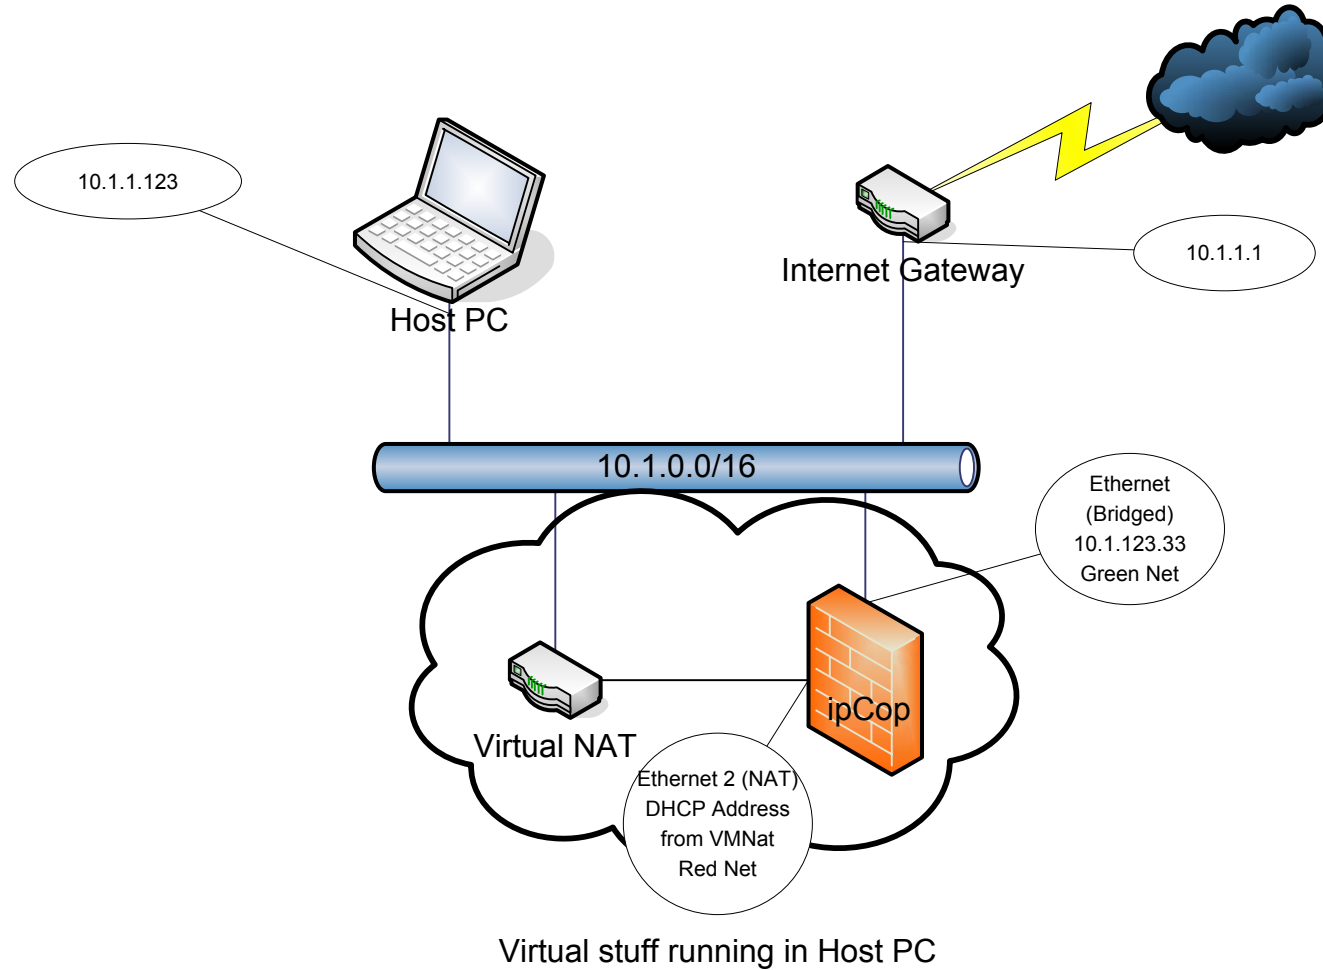 10.1.1.123
Host PC
Internet Gateway
10.1.1.1
10.1.0.0/16
Ethernet
(Bridged)
10.1.123.33
Green Net
ipCop
Virtual NAT
Ethernet 2 (NAT)
DHCP Address
from VMNat
Red Net
Virtual stuff running in Host PC